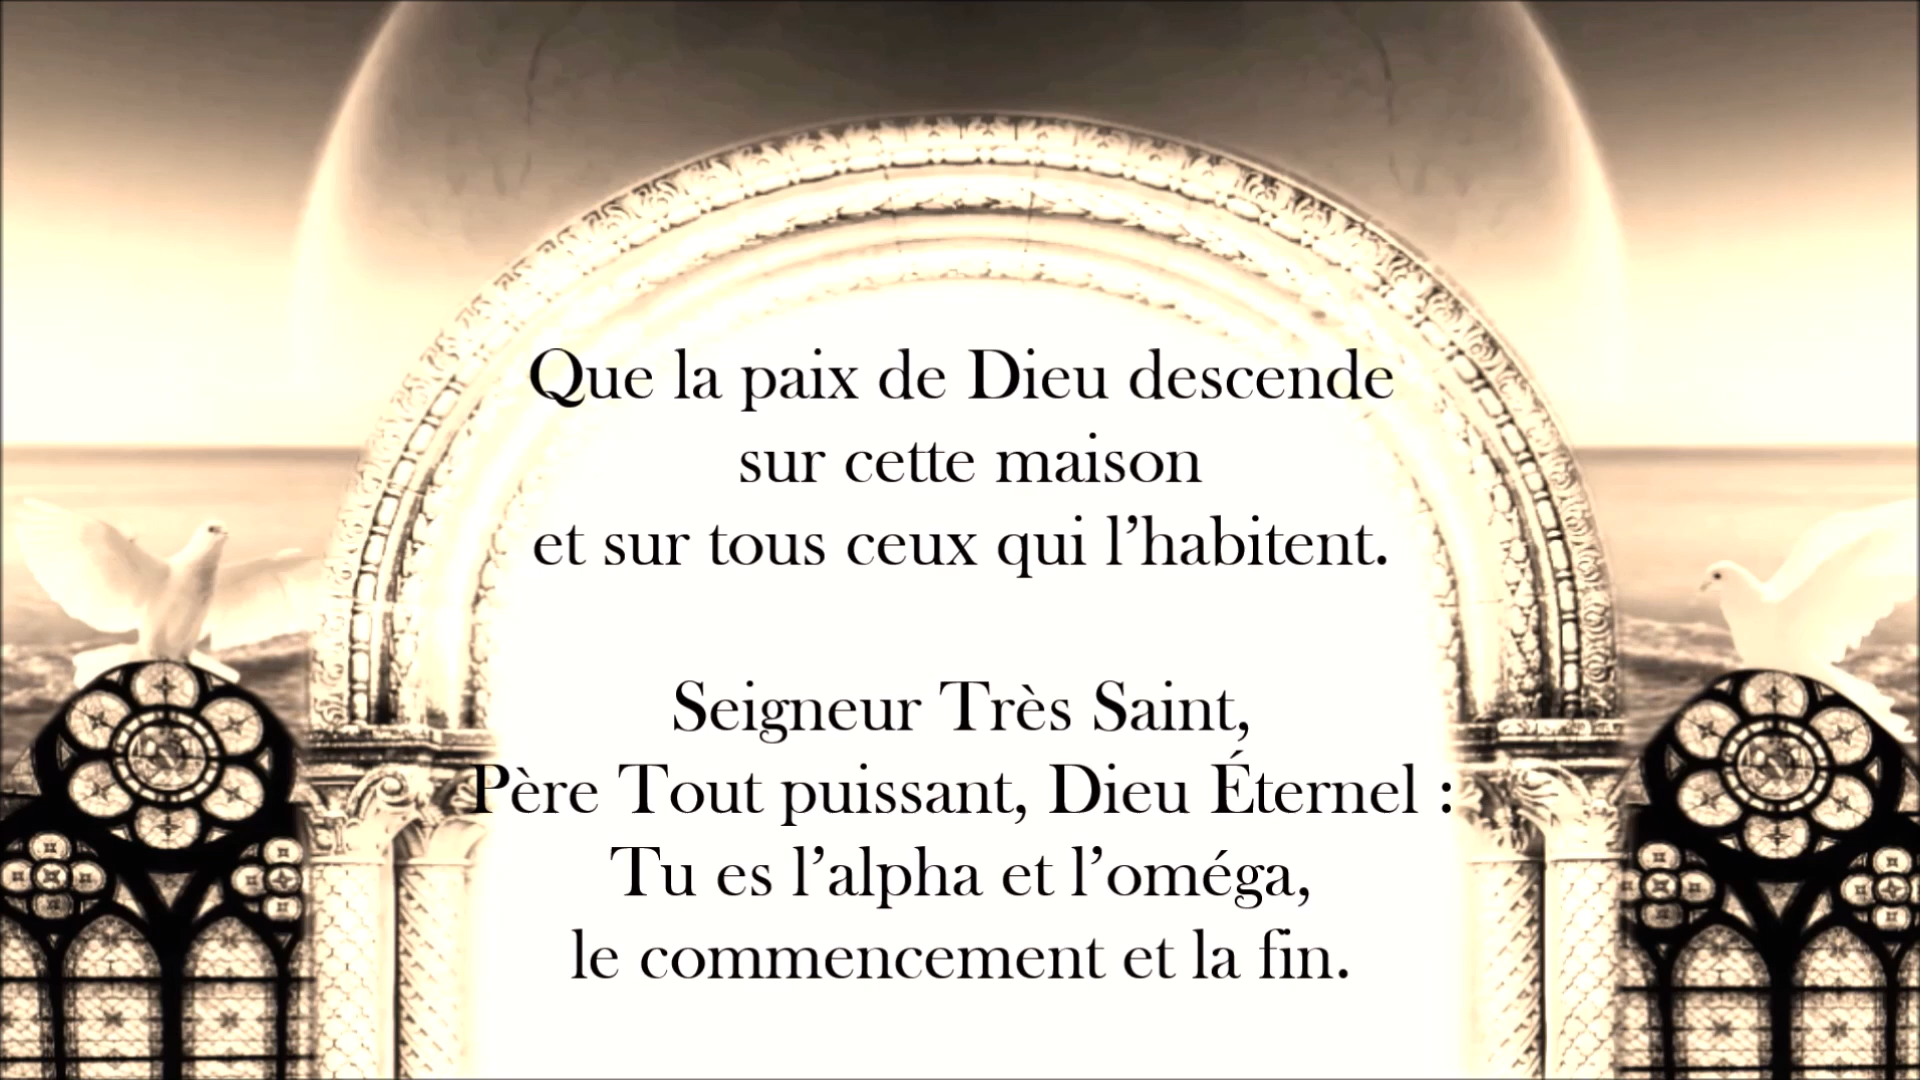 Que la paix de Dieu descende
sur cette maison
et sur tous ceux qui l’habitent.
Seigneur Très Saint,
Père Tout puissant, Dieu Éternel :
Tu es l’alpha et l’oméga,
le commencement et la fin.